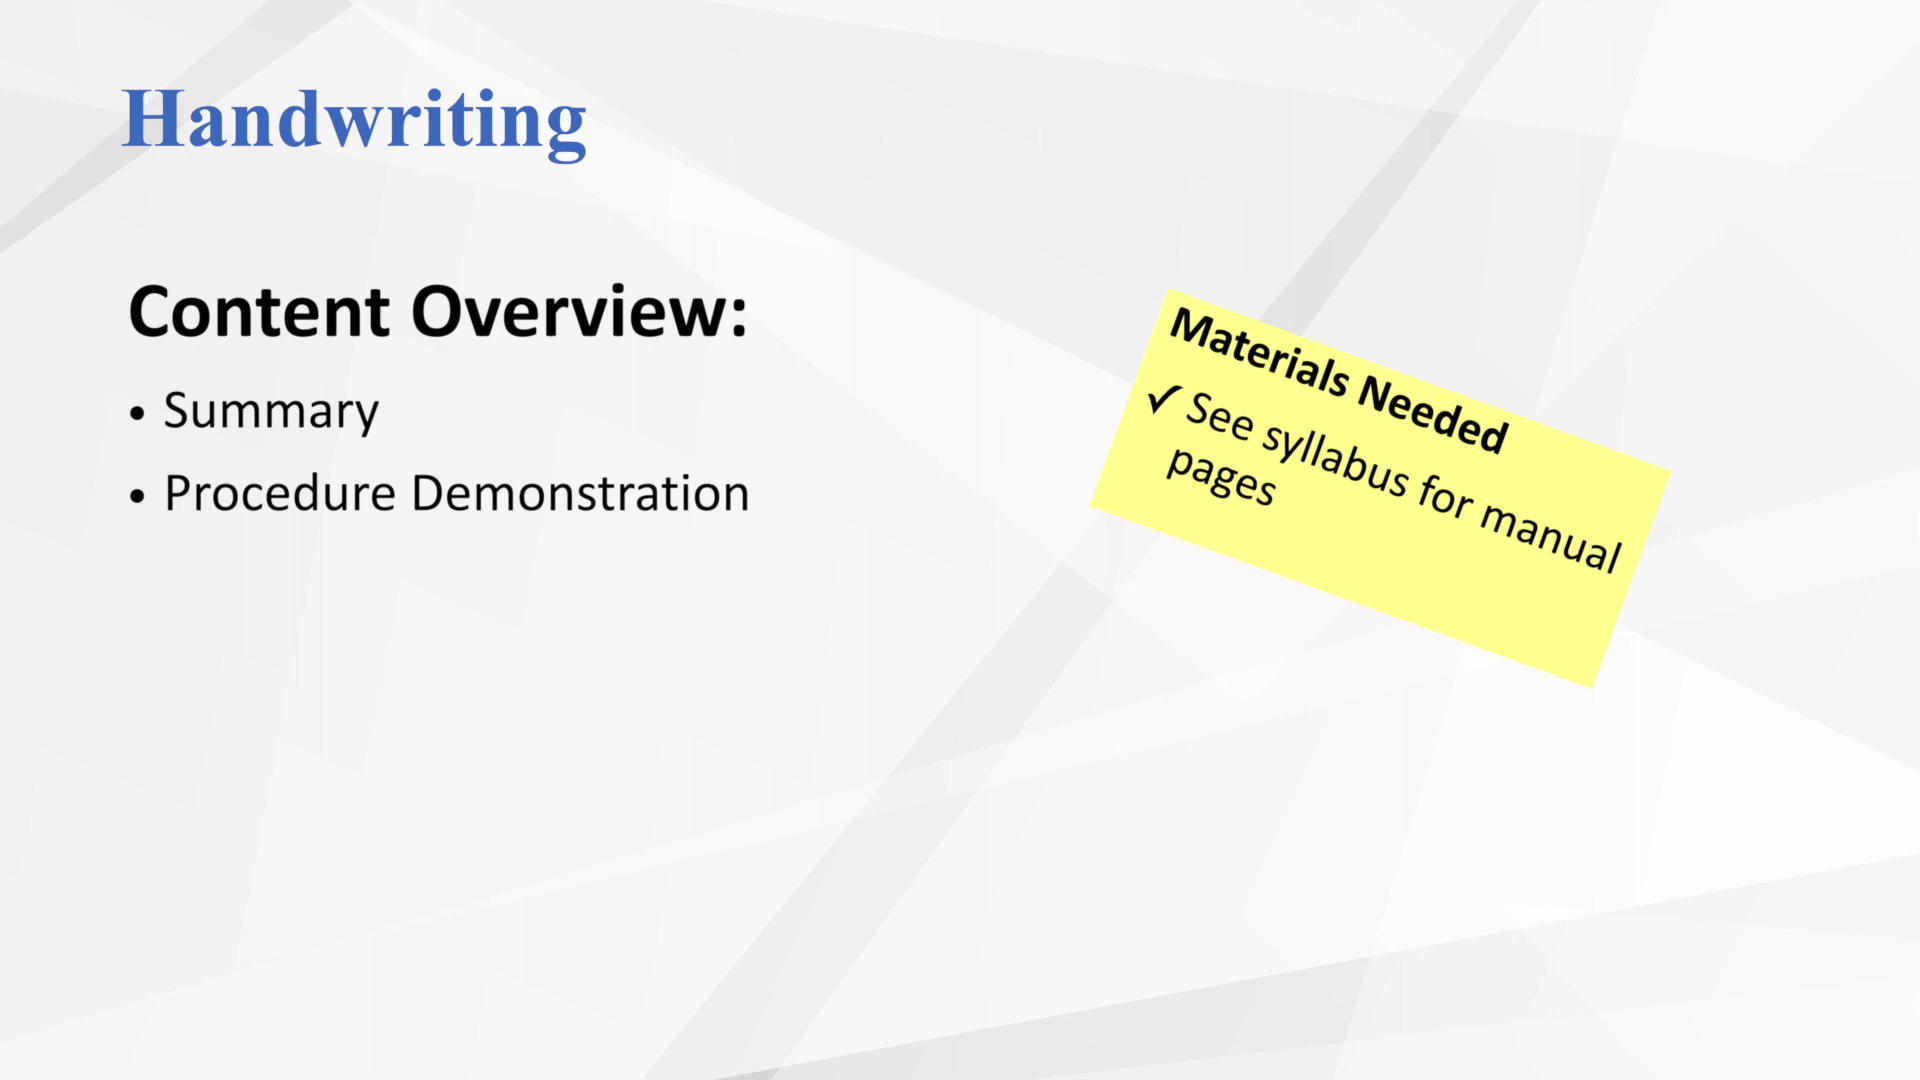 Handwriting
Content Overview:
• Summary
• Procedure Demonstration
Materials Needed
✓ See syllabus for manual
pages